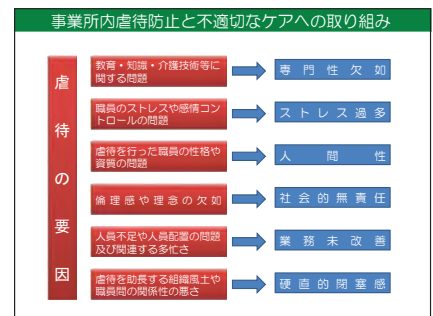 事業所内虐待防止と不適切なケアへの取り組み
虐待の要因
教育・知識・介護技術等に
関する問題
専門性欠如
職員のストレスや感情コン
トロールの問題
ストレス過多
虐待を行った職員の性格や
資質の問題
人間性
倫理感や理念の欠如
社会的無責任
人員不足や人員配置の問題
及び関連する多忙さ
業務未改善
虐待を助長する組織風土や
職員間の関係性の悪さ
硬直的閉塞感